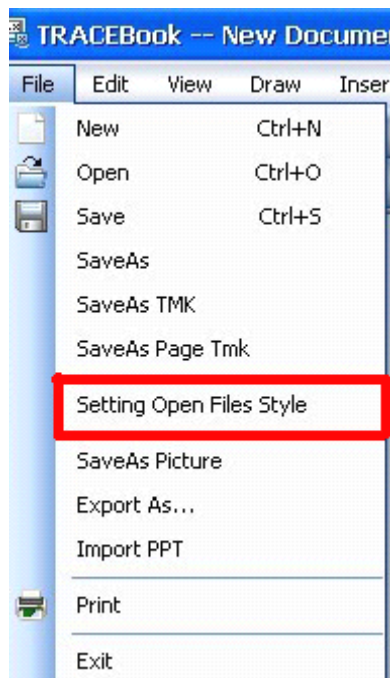 TRACEBook -- New Docume
File Edit View Draw Inser
New Ctrl+N
Open Ctrl+O
Save Ctrl+S
SaveAs
SaveAs TMK
SaveAs Page Tmk
Setting Open Files Style
SaveAs Picture
Export As...
Import PPT
Print
Exit